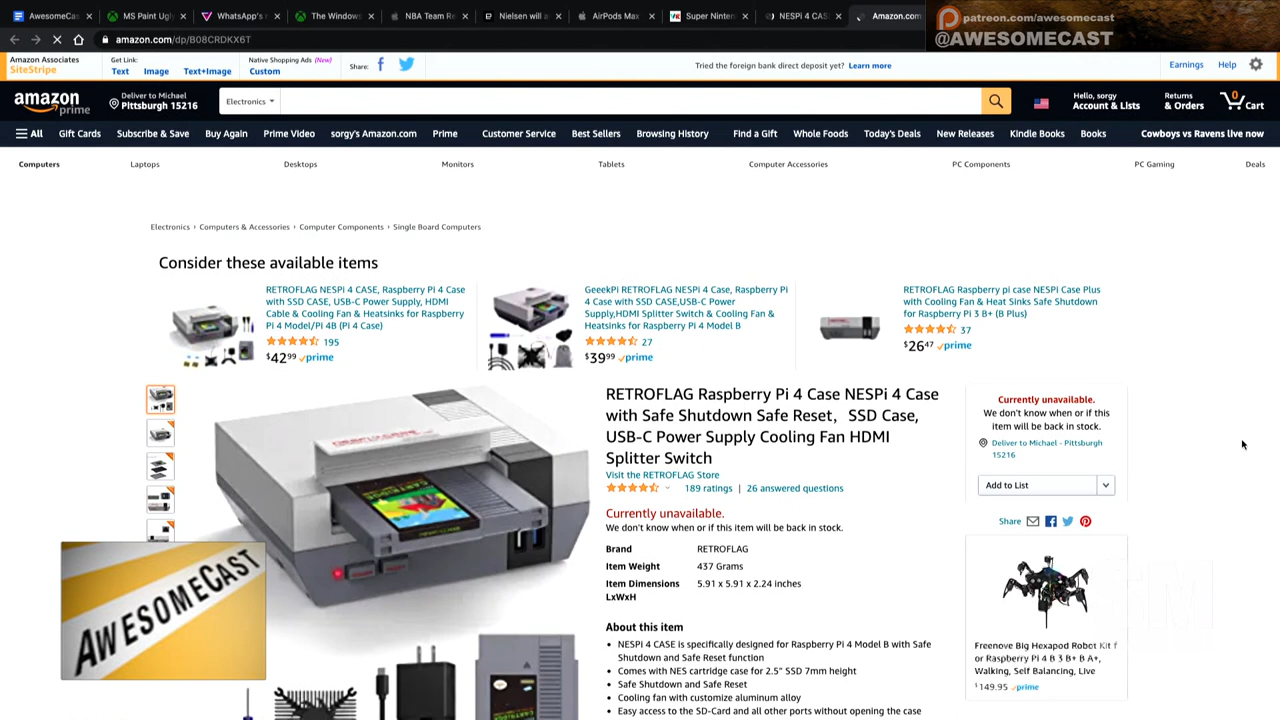 AwesomeCas
MS Paint Ugly
WhatsApp's
The Windows
NBA Team Re
Nielsen will a
AirPods Max
Super Ninten
NESPi 4 CAS
Amazon.com
patreon.com/awesomecast
@AWESOMECAST
amazon.com/dp/B08CRDKX6T
Amazon Associates
SiteStripe
Get Link:
Text Image Text+Image
Native Shopping Ads (New)
Custom
Share:
Tried the foreign bank direct deposit yet? Learn more
Earnings Help
amazon prime
Deliver to Michael
Pittsburgh 15216
Electronics
Hello, sorgy
Account & Lists
Returns
& Orders
0
Cart
All Gift Cards Subscribe & Save Buy Again Prime Video sorgy's Amazon.com Prime Customer Service Best Sellers Browsing History Find a Gift Whole Foods Today's Deals New Releases Kindle Books Books Cowboys vs Ravens live now
Computers Laptops Desktops Monitors Tablets Computer Accessories PC Components PC Gaming Deals
Electronics › Computers & Accessories › Computer Components › Single Board Computers
Consider these available items
RETROFLAG NESPi 4 CASE, Raspberry Pi 4 Case
with SSD CASE, USB-C Power Supply, HDMI
Cable & Cooling Fan & Heatsinks for Raspberry
Pi 4 Model/Pi 4B (Pi 4 Case)
195
$42⁹⁹ prime
GeeekPi RETROFLAG NESPi 4 Case, Raspberry Pi
4 Case with SSD CASE,USB-C Power
Supply,HDMI Splitter Switch & Cooling Fan &
Heatsinks for Raspberry Pi 4 Model B
27
$39⁹⁹ prime
RETROFLAG Raspberry pi case NESPi Case Plus
with Cooling Fan & Heat Sinks Safe Shutdown
for Raspberry Pi 3 B+ (B Plus)
37
$26⁴⁷ prime
RETROFLAG Raspberry Pi 4 Case NESPi 4 Case
with Safe Shutdown Safe Reset, SSD Case,
USB-C Power Supply Cooling Fan HDMI
Splitter Switch
Visit the RETROFLAG Store
189 ratings | 26 answered questions
Currently unavailable.
We don't know when or if this item will be back in stock.
Brand RETROFLAG
Item Weight 437 Grams
Item Dimensions 5.91 x 5.91 x 2.24 inches
LxWxH
About this item
• NESPi 4 CASE is specifically designed for Raspberry Pi 4 Model B with Safe
Shutdown and Safe Reset function
• Comes with NES cartridge case for 2.5" SSD 7mm height
• Safe Shutdown and Safe Reset
• Cooling fan with customize aluminum alloy
• Easy access to the SD-Card and all other ports without opening the case
Currently unavailable.
We don't know when or if this
item will be back in stock.
Deliver to Michael - Pittsburgh
15216
Add to List
Share
Freenove Big Hexapod Robot Kit f
or Raspberry Pi 4 B 3 B+ B A+,
Walking, Self Balancing, Live
$149.95 prime
AWESOMECAST